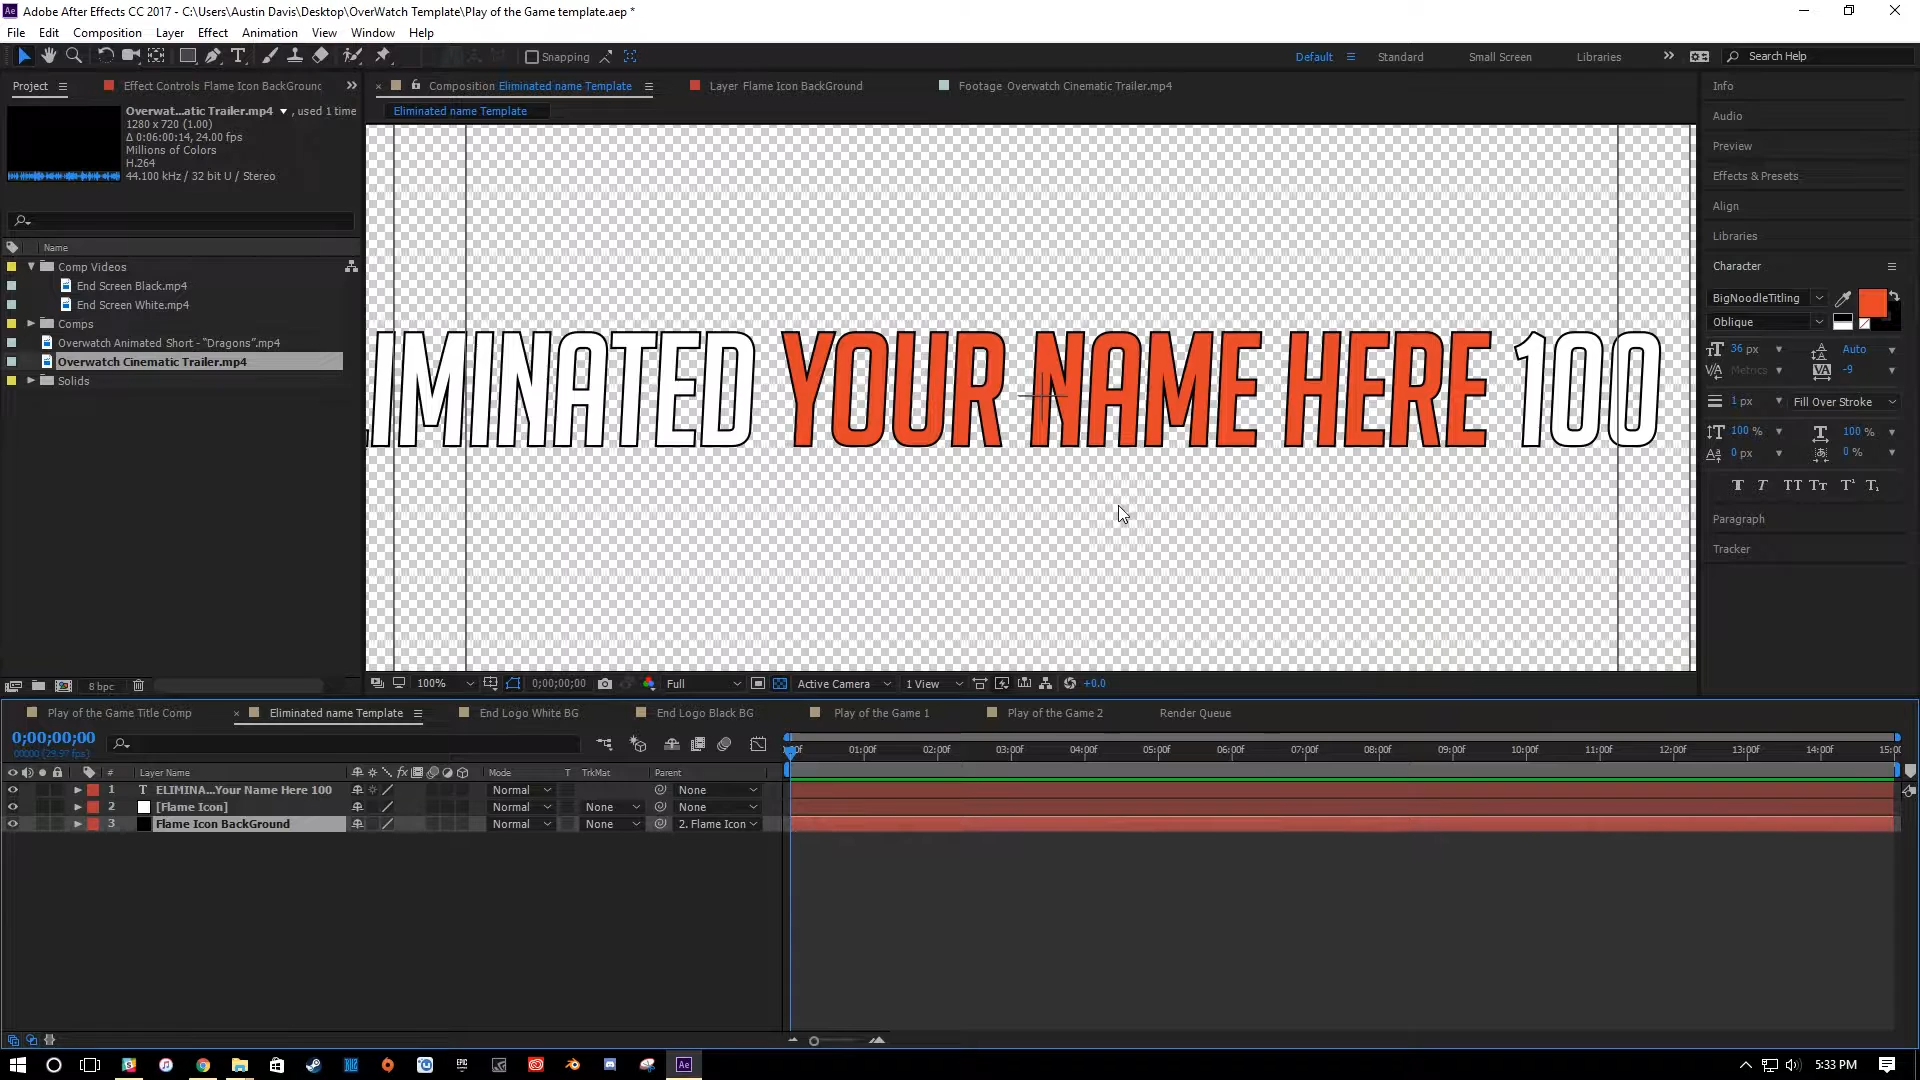 Adobe After Effects CC 2017 - C:\Users\Austin Davis\Desktop\OverWatch Template\Play of the Game template.aep *
File Edit Composition Layer Effect Animation View Window Help
Snapping
Default Standard Small Screen Libraries Search Help
Project Effect Controls Flame Icon BackGrounc
Composition Eliminated name Template Layer Flame Icon BackGround Footage Overwatch Cinematic Trailer.mp4
Eliminated name Template
Overwat...atic Trailer.mp4 , used 1 time
1280 x 720 (1.00)
Δ 0:06:00:14, 24.00 fps
Millions of Colors
H.264
44.100 kHz / 32 bit U / Stereo
Name
Comp Videos
End Screen Black.mp4
End Screen White.mp4
Comps
Overwatch Animated Short - “Dragons”.mp4
Overwatch Cinematic Trailer.mp4
Solids
8 bpc
IMINATED YOUR NAME HERE 100
100% 0;00;00;00 Full Active Camera 1 View +0.0
Info
Audio
Preview
Effects & Presets
Align
Libraries
Character
BigNoodleTitling
Oblique
36 px Auto
Metrics -9
1 px Fill Over Stroke
100 % 100 %
0 px 0 %
Paragraph
Tracker
Play of the Game Title Comp Eliminated name Template End Logo White BG End Logo Black BG Play of the Game 1 Play of the Game 2 Render Queue
0;00;00;00
00000 (29.97 fps)
01:00f 02:00f 03:00f 04:00f 05:00f 06:00f 07:00f 08:00f 09:00f 10:00f 11:00f 12:00f 13:00f 14:00f 15:0
# Layer Name Mode T TrkMat Parent
1 T ELIMINA...Your Name Here 100 Normal None
2 [Flame Icon] Normal None None
3 Flame Icon BackGround Normal None 2. Flame Icon
Ae 5:33 PM